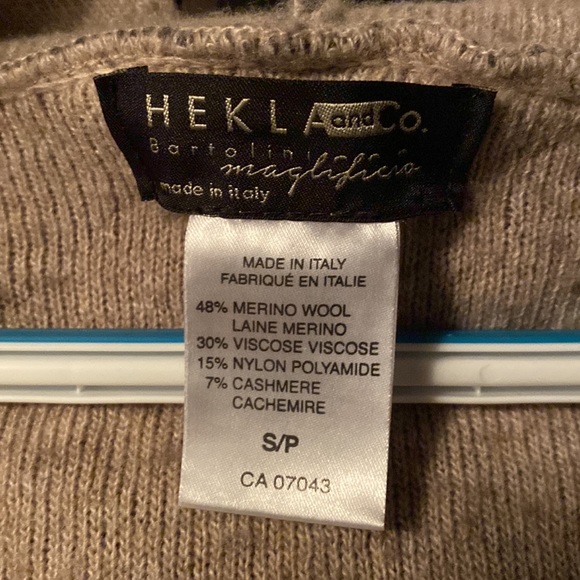 HEKLA and Co.
Bartolini
maglificio
made in italy
MADE IN ITALY
FABRIQUÉ EN ITALIE
48% MERINO WOOL
LAINE MERINO
30% VISCOSE VISCOSE
15% NYLON POLYAMIDE
7% CASHMERE
CACHEMIRE
S/P
CA 07043